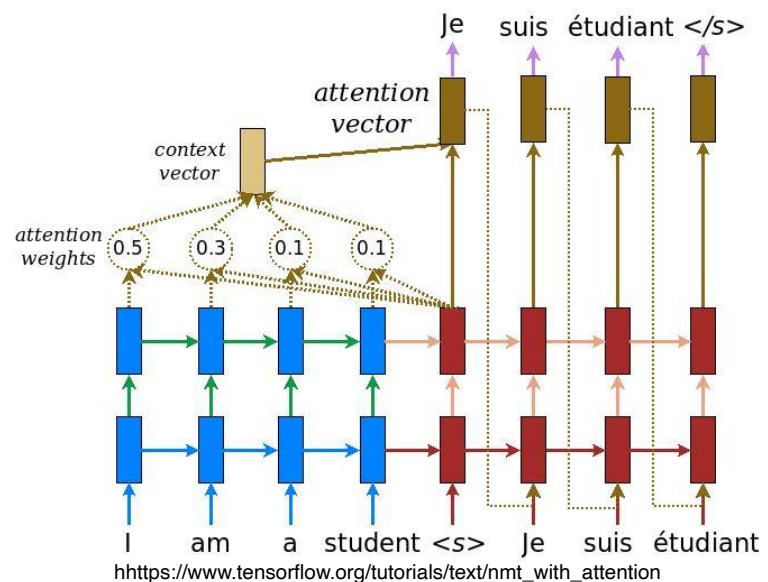 Je suis étudiant </s>
attention
vector
context
vector
attention
weights
0.5 0.3 0.1 0.1
I am a student <s> Je suis étudiant
hhttps://www.tensorflow.org/tutorials/text/nmt_with_attention